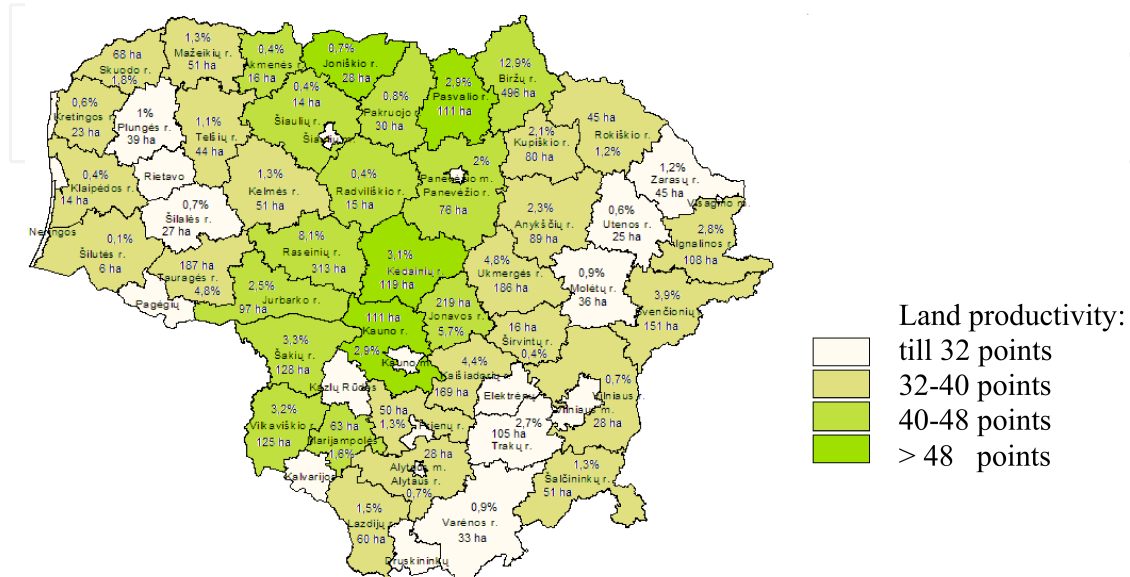 68 ha
Skuodo r.
1,8%
1,3%
Mažeikių r.
51 ha
0,4%
Akmenės r.
16 ha
0,7%
Joniškio r.
28 ha
0,8%
Pakruojo r.
30 ha
2,9%
Pasvalio r.
111 ha
12,9%
Biržų r.
496 ha
0,6%
Kretingos r.
23 ha
1%
Plungės r.
39 ha
1,1%
Telšių r.
44 ha
0,4%
14 ha
Šiaulių r.
2,1%
Kupiškio r.
80 ha
45 ha
Rokiškio r.
1,2%
0,4%
Klaipėdos r.
14 ha
Rietavo
0,7%
Šilalės r.
27 ha
1,3%
Kelmės r.
51 ha
0,4%
Radviliškio r.
15 ha
2%
Panevėžio m.
Panevėžio r.
76 ha
2,3%
Anykščių r.
89 ha
0,6%
Utenos r.
25 ha
1,2%
Zarasų r.
45 ha
Visagino m.
2,8%
Ignalinos r.
108 ha
Neringos
0,1%
Šilutės r.
6 ha
187 ha
Tauragės r.
4,8%
Pagėgių
8,1%
Raseinių r.
313 ha
2,5%
Jurbarko r.
97 ha
3,1%
Kėdainių r.
119 ha
4,8%
Ukmergės r.
186 ha
0,9%
Molėtų r.
36 ha
3,9%
Švenčionių
151 ha
111 ha
Kauno r.
2,9%
Kauno m.
219 ha
Jonavos r.
5,7%
16 ha
Širvintų r.
0,4%
3,3%
Šakių r.
128 ha
Kazlų Rūdos
4,4%
Kaišiadorių r.
169 ha
Elektrėnų
0,7%
Vilniaus r.
Vilniaus m.
28 ha
3,2%
Vilkaviškio r.
125 ha
63 ha
Marijampolės
1,6%
50 ha
1,3%
Prienų r.
2,7%
105 ha
Trakų r.
Kalvarijos
28 ha
Alytaus m.
Alytaus r.
0,7%
1,3%
Šalčininkų r.
51 ha
1,5%
Lazdijų r.
60 ha
0,9%
Varėnos r.
33 ha
Druskininkų
Land productivity:
till 32 points
32-40 points
40-48 points
> 48 points